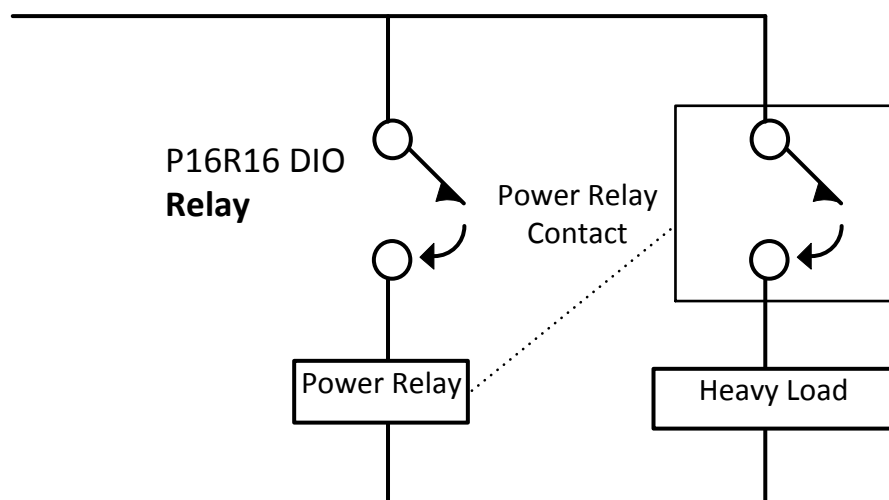 P16R16 DIO
Relay
Power Relay
Contact
Power Relay
Heavy Load